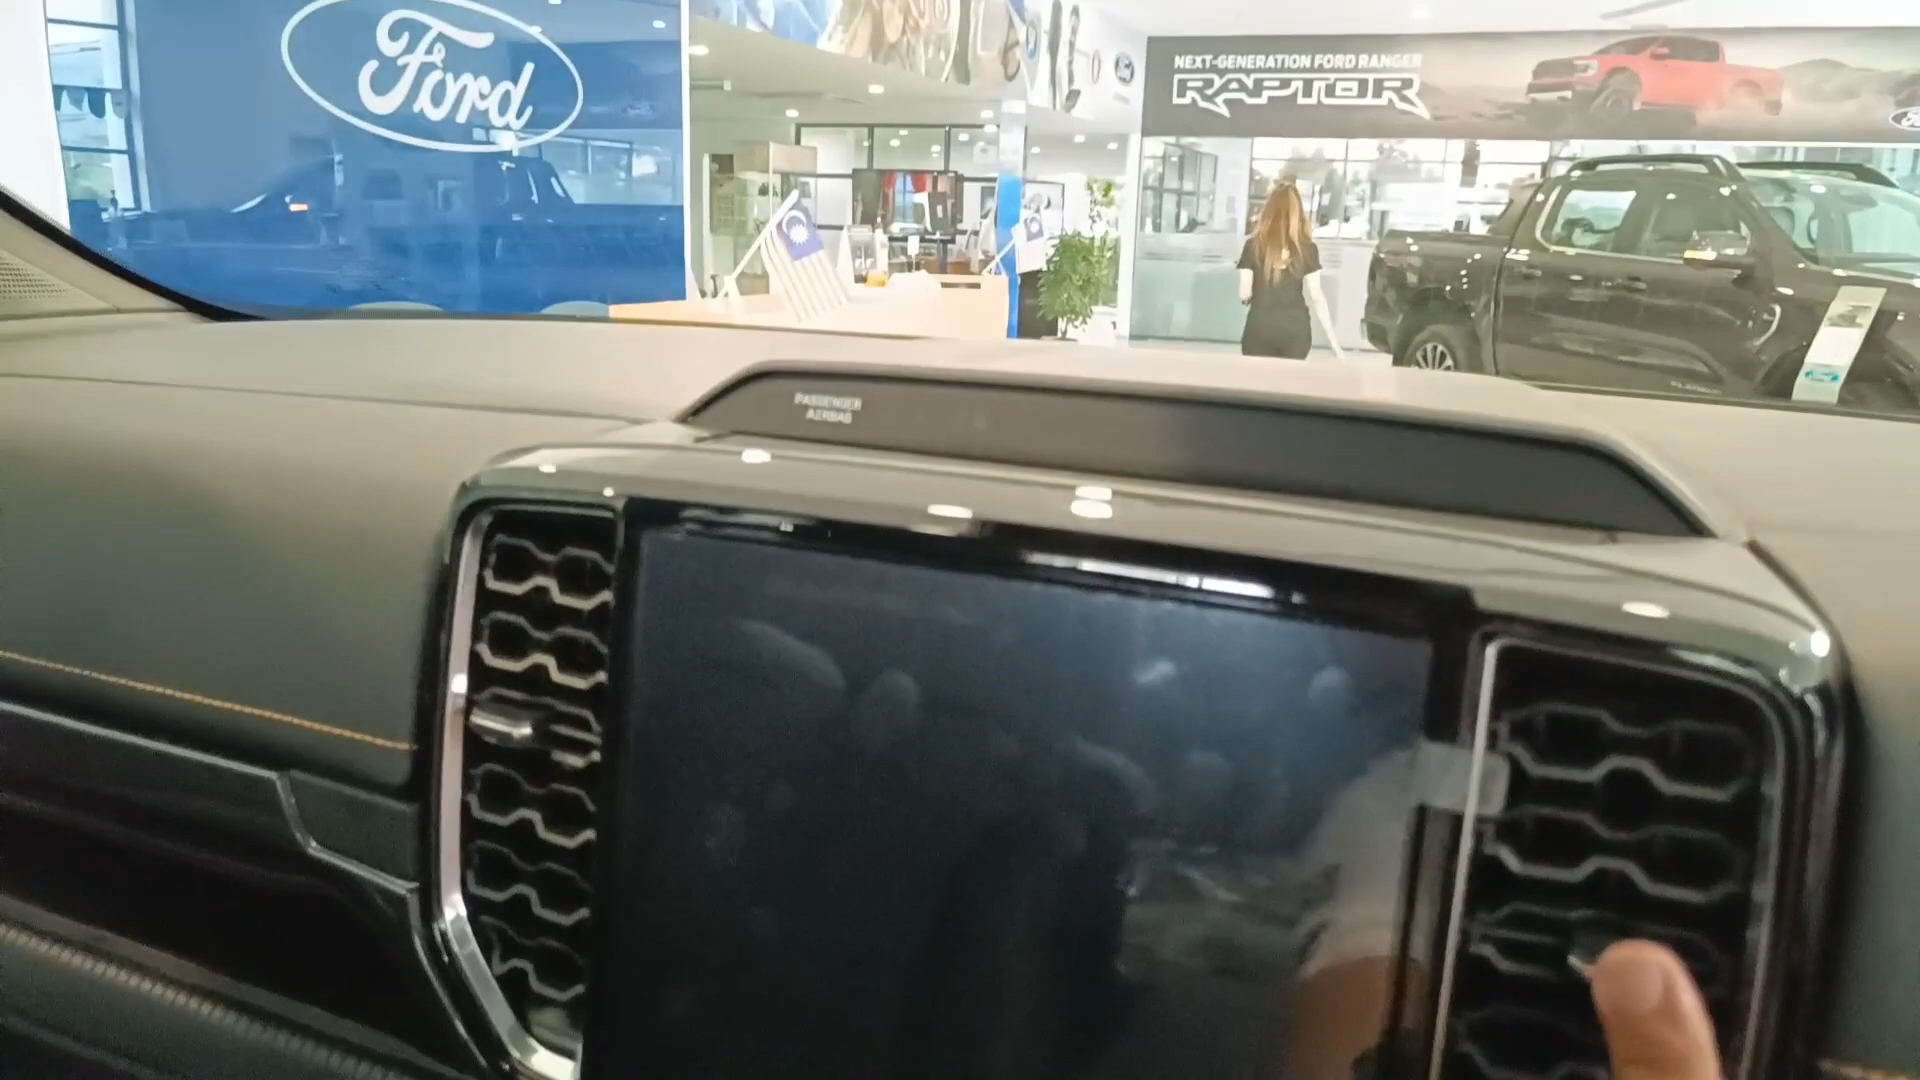 Ford
NEXT-GENERATION FORD RANGER
RAPTOR
PASSENGER
AIRBAG